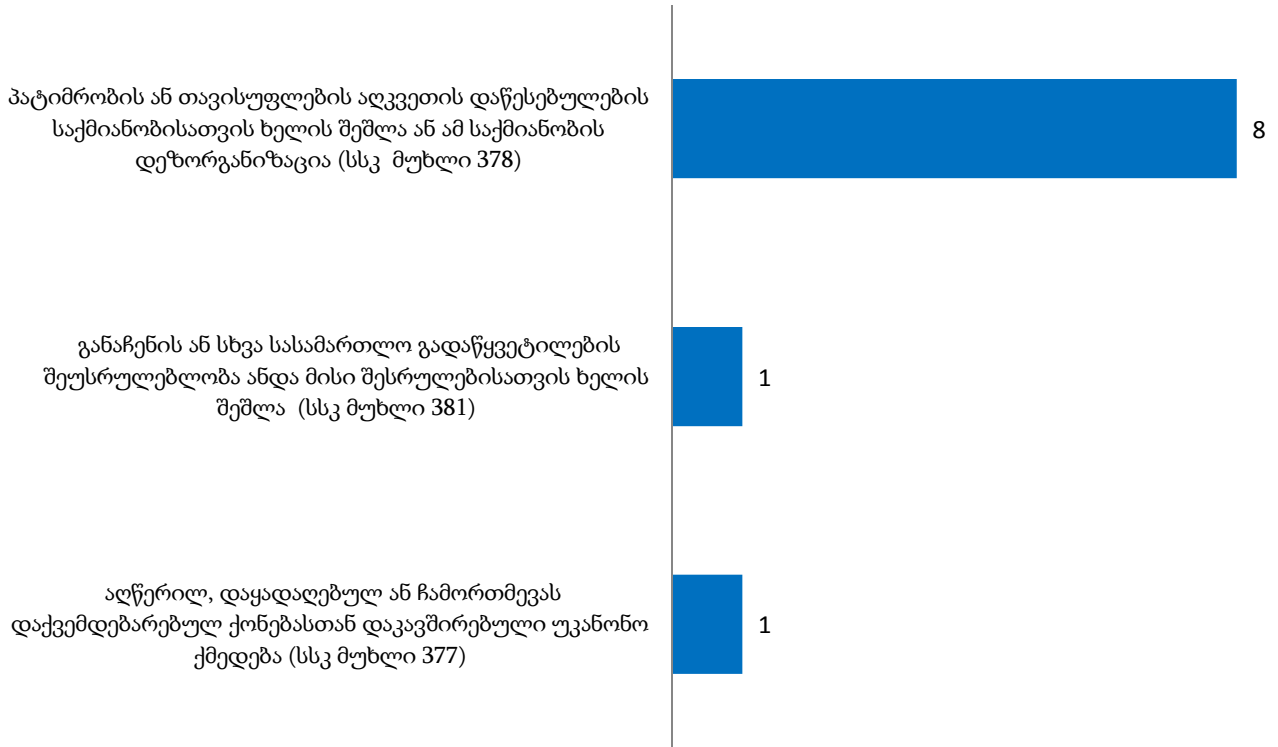 პატიმრობის ან თავისუფლების აღკვეთის დაწესებულების
საქმიანობისათვის ხელის შეშლა ან ამ საქმიანობის
დეზორგანიზაცია (სსკ მუხლი 378)
8
განაჩენის ან სხვა სასამართლო გადაწყვეტილების
შეუსრულებლობა ანდა მისი შესრულებისათვის ხელის
შეშლა (სსკ მუხლი 381)
1
აღწერილ, დაყადაღებულ ან ჩამორთმევას
დაქვემდებარებულ ქონებასთან დაკავშირებული უკანონო
ქმედება (სსკ მუხლი 377)
1